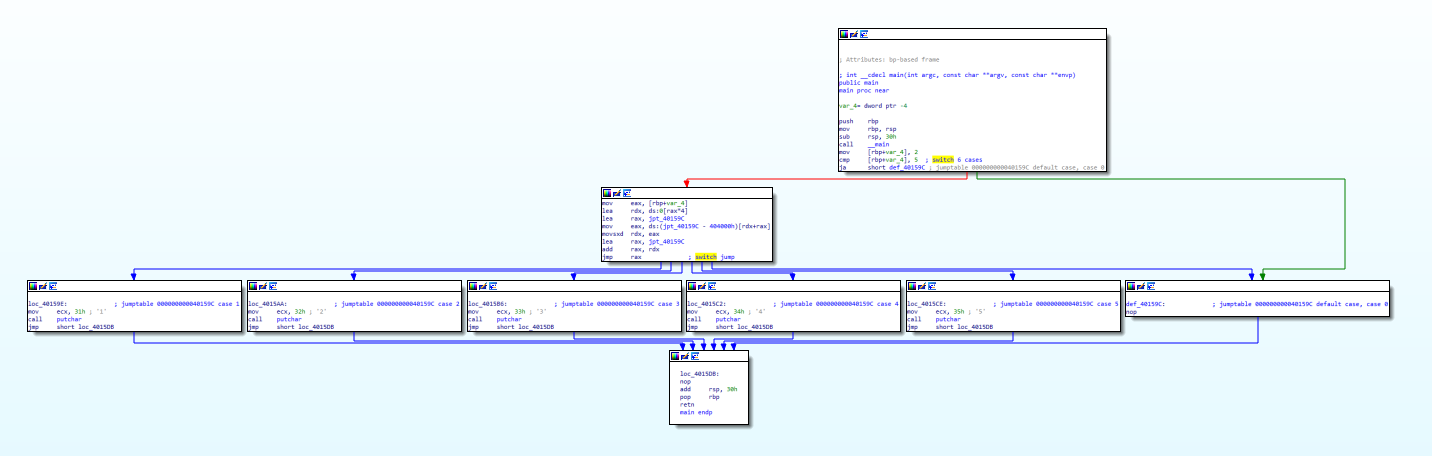 ; Attributes: bp-based frame
; int __cdecl main(int argc, const char **argv, const char **envp)
public main
main proc near
var_4= dword ptr -4
push rbp
mov rbp, rsp
sub rsp, 30h
call __main
mov [rbp+var_4], 2
cmp [rbp+var_4], 5 ; switch 6 cases
ja short def_40159C ; jumptable 000000000040159C default case, case 0
mov eax, [rbp+var_4]
lea rdx, ds:0[rax*4]
lea rax, jpt_40159C
mov eax, ds:(jpt_40159C - 404000h)[rdx+rax]
movsxd rdx, eax
lea rax, jpt_40159C
add rax, rdx
jmp rax ; switch jump
loc_40159E: ; jumptable 000000000040159C case 1
mov ecx, 31h ; '1'
call putchar
jmp short loc_4015DB
loc_4015AA: ; jumptable 000000000040159C case 2
mov ecx, 32h ; '2'
call putchar
jmp short loc_4015DB
loc_4015B6: ; jumptable 000000000040159C case 3
mov ecx, 33h ; '3'
call putchar
jmp short loc_4015DB
loc_4015C2: ; jumptable 000000000040159C case 4
mov ecx, 34h ; '4'
call putchar
jmp short loc_4015DB
loc_4015CE: ; jumptable 000000000040159C case 5
mov ecx, 35h ; '5'
call putchar
jmp short loc_4015DB
def_40159C: ; jumptable 000000000040159C default case, case 0
nop
loc_4015DB:
nop
add rsp, 30h
pop rbp
retn
main endp